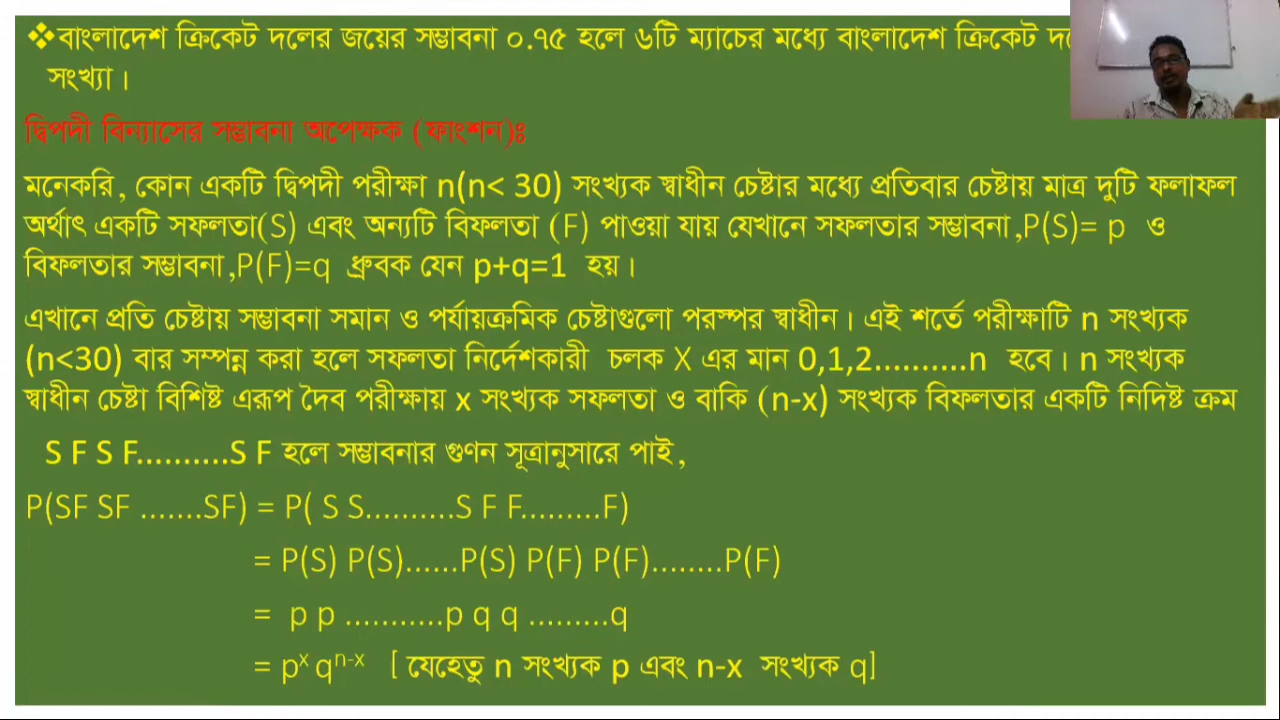 ❖বাংলাদেশ ক্রিকেট দলের জয়ের সম্ভাবনা ০.৭৫ হলে ৬টি ম্যাচের মধ্যে বাংলাদেশ ক্রিকেট
সংখ্যা।
দ্বিপদী বিন্যাসের সম্ভাবনা অপেক্ষক (ফাংশন)ঃ
মনেকরি, কোন একটি দ্বিপদী পরীক্ষা n(n< 30) সংখ্যক স্বাধীন চেষ্টার মধ্যে প্রতিবার চেষ্টায় মাত্র দুটি ফলাফল
অর্থাৎ একটি সফলতা(S) এবং অন্যটি বিফলতা (F) পাওয়া যায় যেখানে সফলতার সম্ভাবনা,P(S)= p ও
বিফলতার সম্ভাবনা,P(F)=q ধ্রুবক যেন p+q=1 হয়।
এখানে প্রতি চেষ্টায় সম্ভাবনা সমান ও পর্যায়ক্রমিক চেষ্টাগুলো পরস্পর স্বাধীন। এই শর্তে পরীক্ষাটি n সংখ্যক
(n<30) বার সম্পন্ন করা হলে সফলতা নির্দেশকারী চলক X এর মান 0,1,2..........n হবে। n সংখ্যক
স্বাধীন চেষ্টা বিশিষ্ট এরূপ দৈব পরীক্ষায় x সংখ্যক সফলতা ও বাকি (n-x) সংখ্যক বিফলতার একটি নিদিষ্ট ক্রম
S F S F..........S F হলে সম্ভাবনার গুণন সূত্রানুসারে পাই,
P(SF SF .......SF) = P( S S..........S F F.........F)
= P(S) P(S)......P(S) P(F) P(F)........P(F)
= p p ...........p q q .........q
= pˣ qⁿ⁻ˣ [ যেহেতু n সংখ্যক p এবং n-x সংখ্যক q]